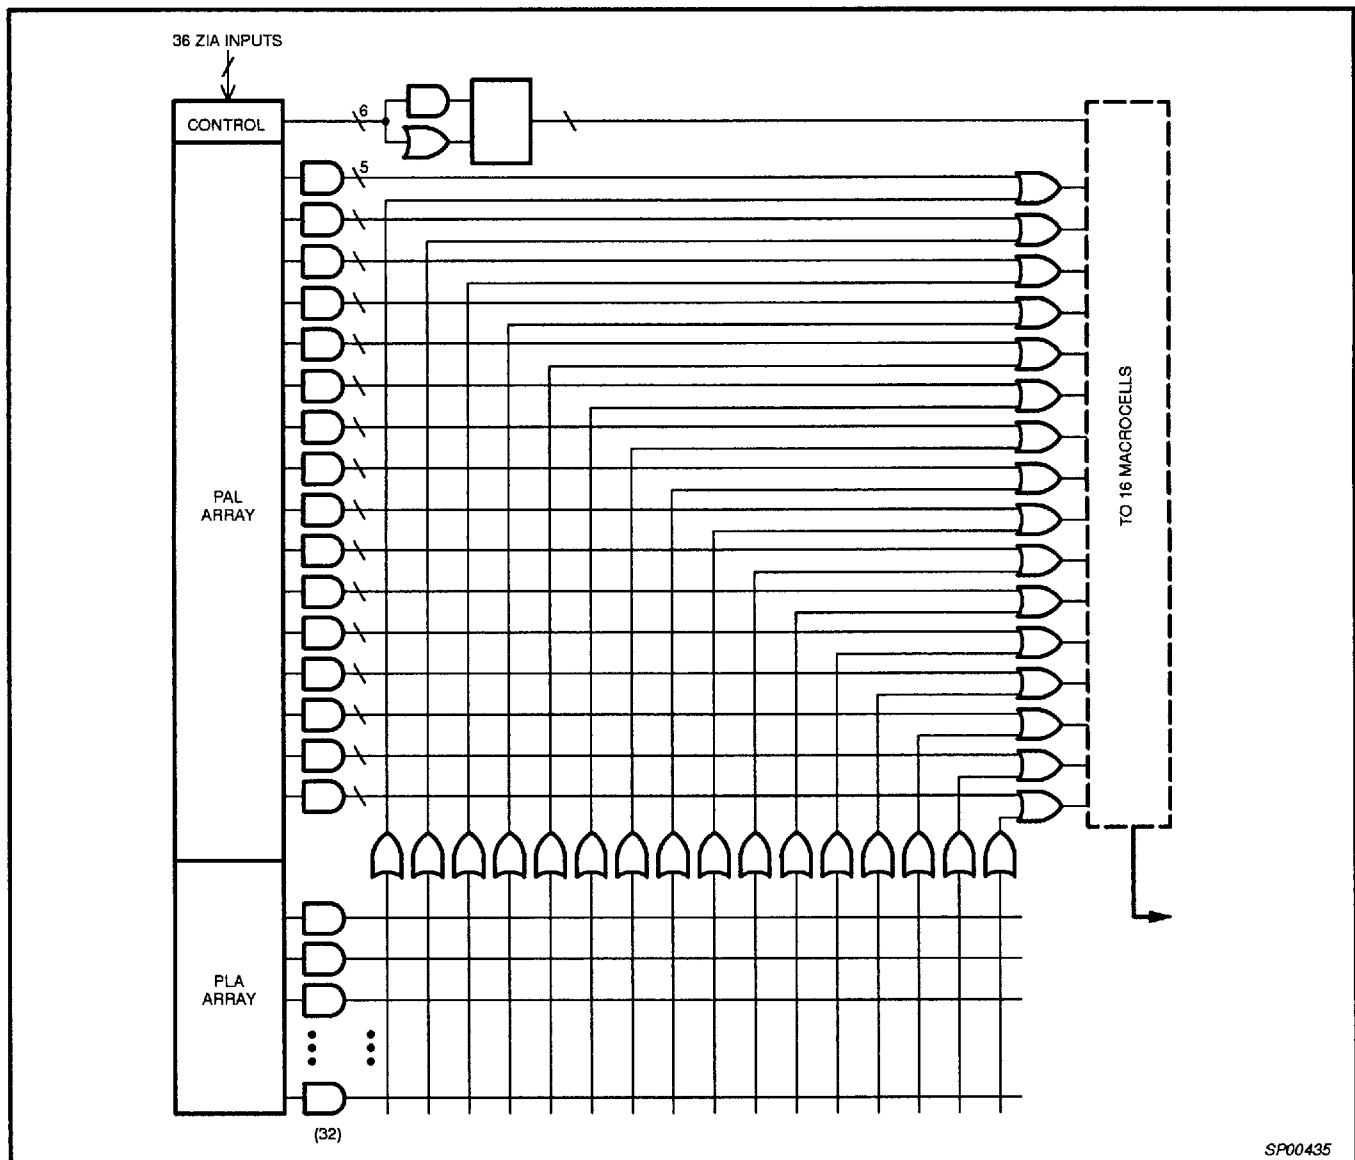 36 ZIA INPUTS
CONTROL
6
5
PAL
ARRAY
TO 16 MACROCELLS
PLA
ARRAY
(32)
SP00435